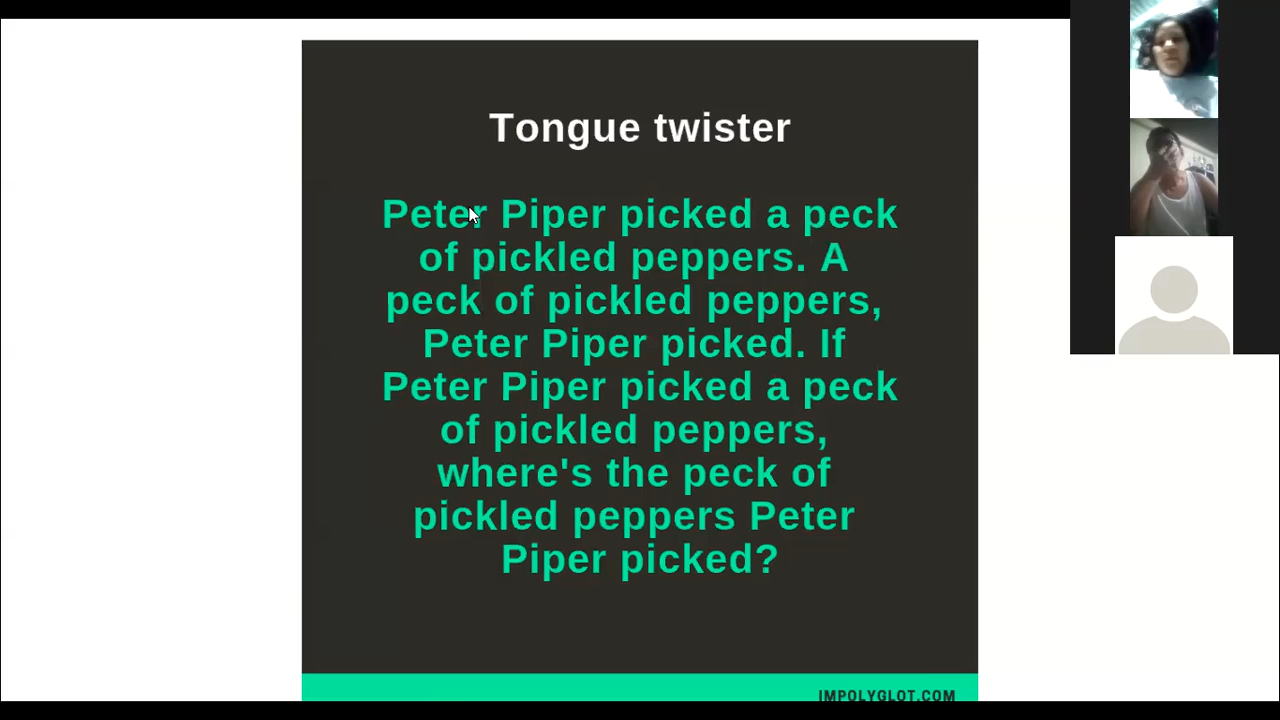 Tongue twister
Peter Piper picked a peck
of pickled peppers. A
peck of pickled peppers,
Peter Piper picked. If
Peter Piper picked a peck
of pickled peppers,
where's the peck of
pickled peppers Peter
Piper picked?
IMPOLYGLOT.COM